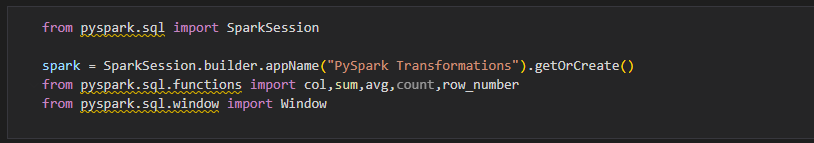 from pyspark.sql import SparkSession
spark = SparkSession.builder.appName("PySpark Transformations").getOrCreate()
from pyspark.sql.functions import col,sum,avg,count,row_number
from pyspark.sql.window import Window